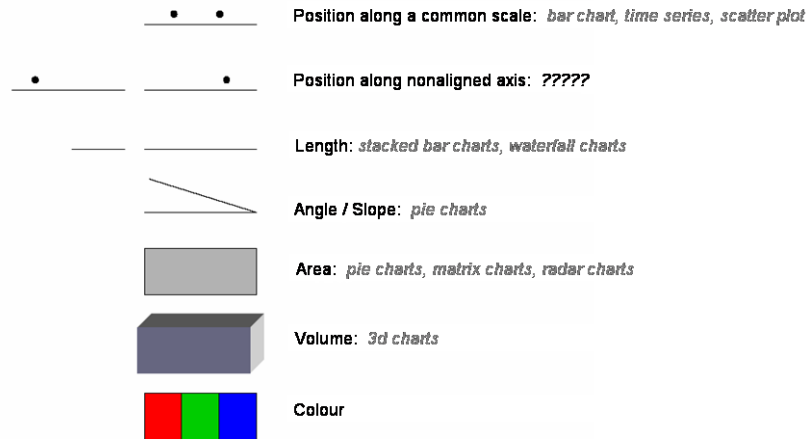 Position along a common scale: bar chart, time series, scatter plot
Position along nonaligned axis: ?????
Length: stacked bar charts, waterfall charts
Angle / Slope: pie charts
Area: pie charts, matrix charts, radar charts
Volume: 3d charts
Colour